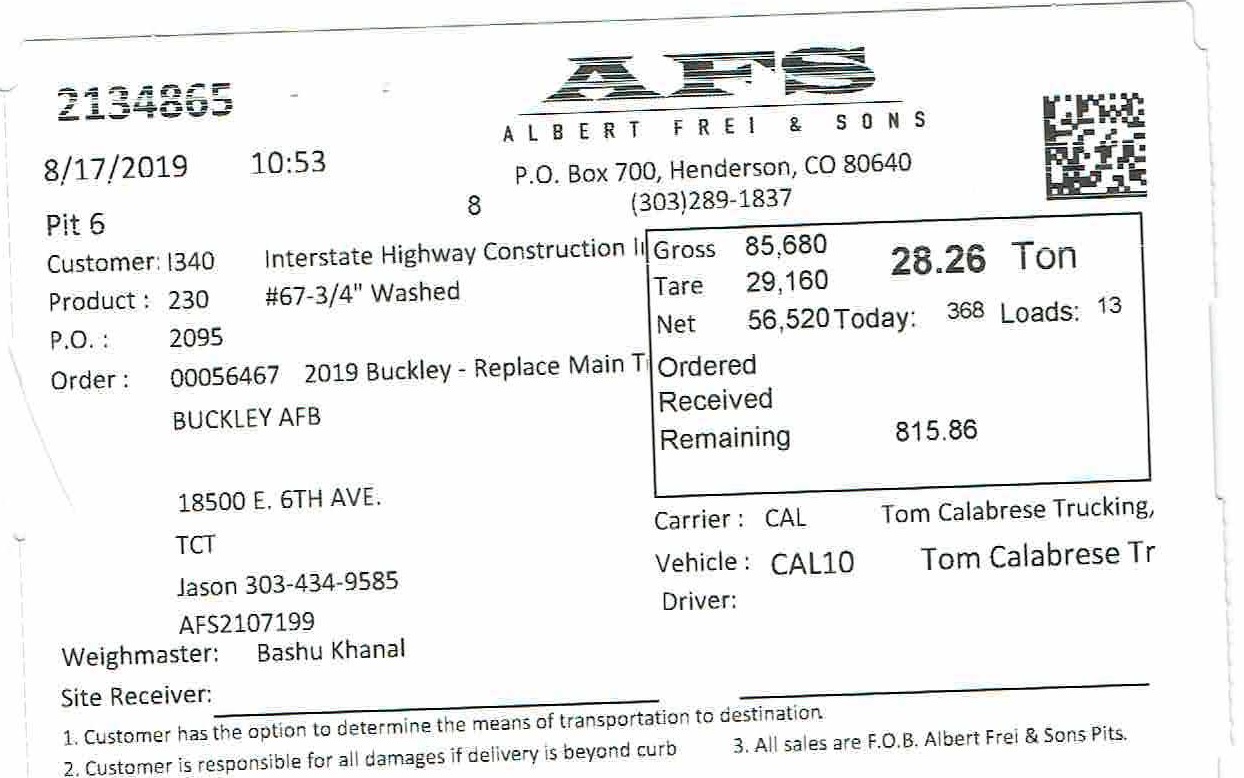 2134865
AFS
ALBERT FREI & SONS
8/17/2019 10:53
P.O. Box 700, Henderson, CO 80640
(303)289-1837
Pit 6 8
Customer: I340 Interstate Highway Construction I
Product : 230 #67-3/4" Washed
P.O. : 2095
Order : 00056467 2019 Buckley - Replace Main T
BUCKLEY AFB
18500 E. 6TH AVE.
TCT
Jason 303-434-9585
AFS2107199
Gross 85,680 28.26 Ton
Tare 29,160
Net 56,520 Today: 368 Loads: 13
Ordered
Received
Remaining 815.86
Carrier : CAL Tom Calabrese Trucking,
Vehicle : CAL10 Tom Calabrese Tr
Driver:
Weighmaster: Bashu Khanal
Site Receiver:
1. Customer has the option to determine the means of transportation to destination.
2. Customer is responsible for all damages if delivery is beyond curb
3. All sales are F.O.B. Albert Frei & Sons Pits.